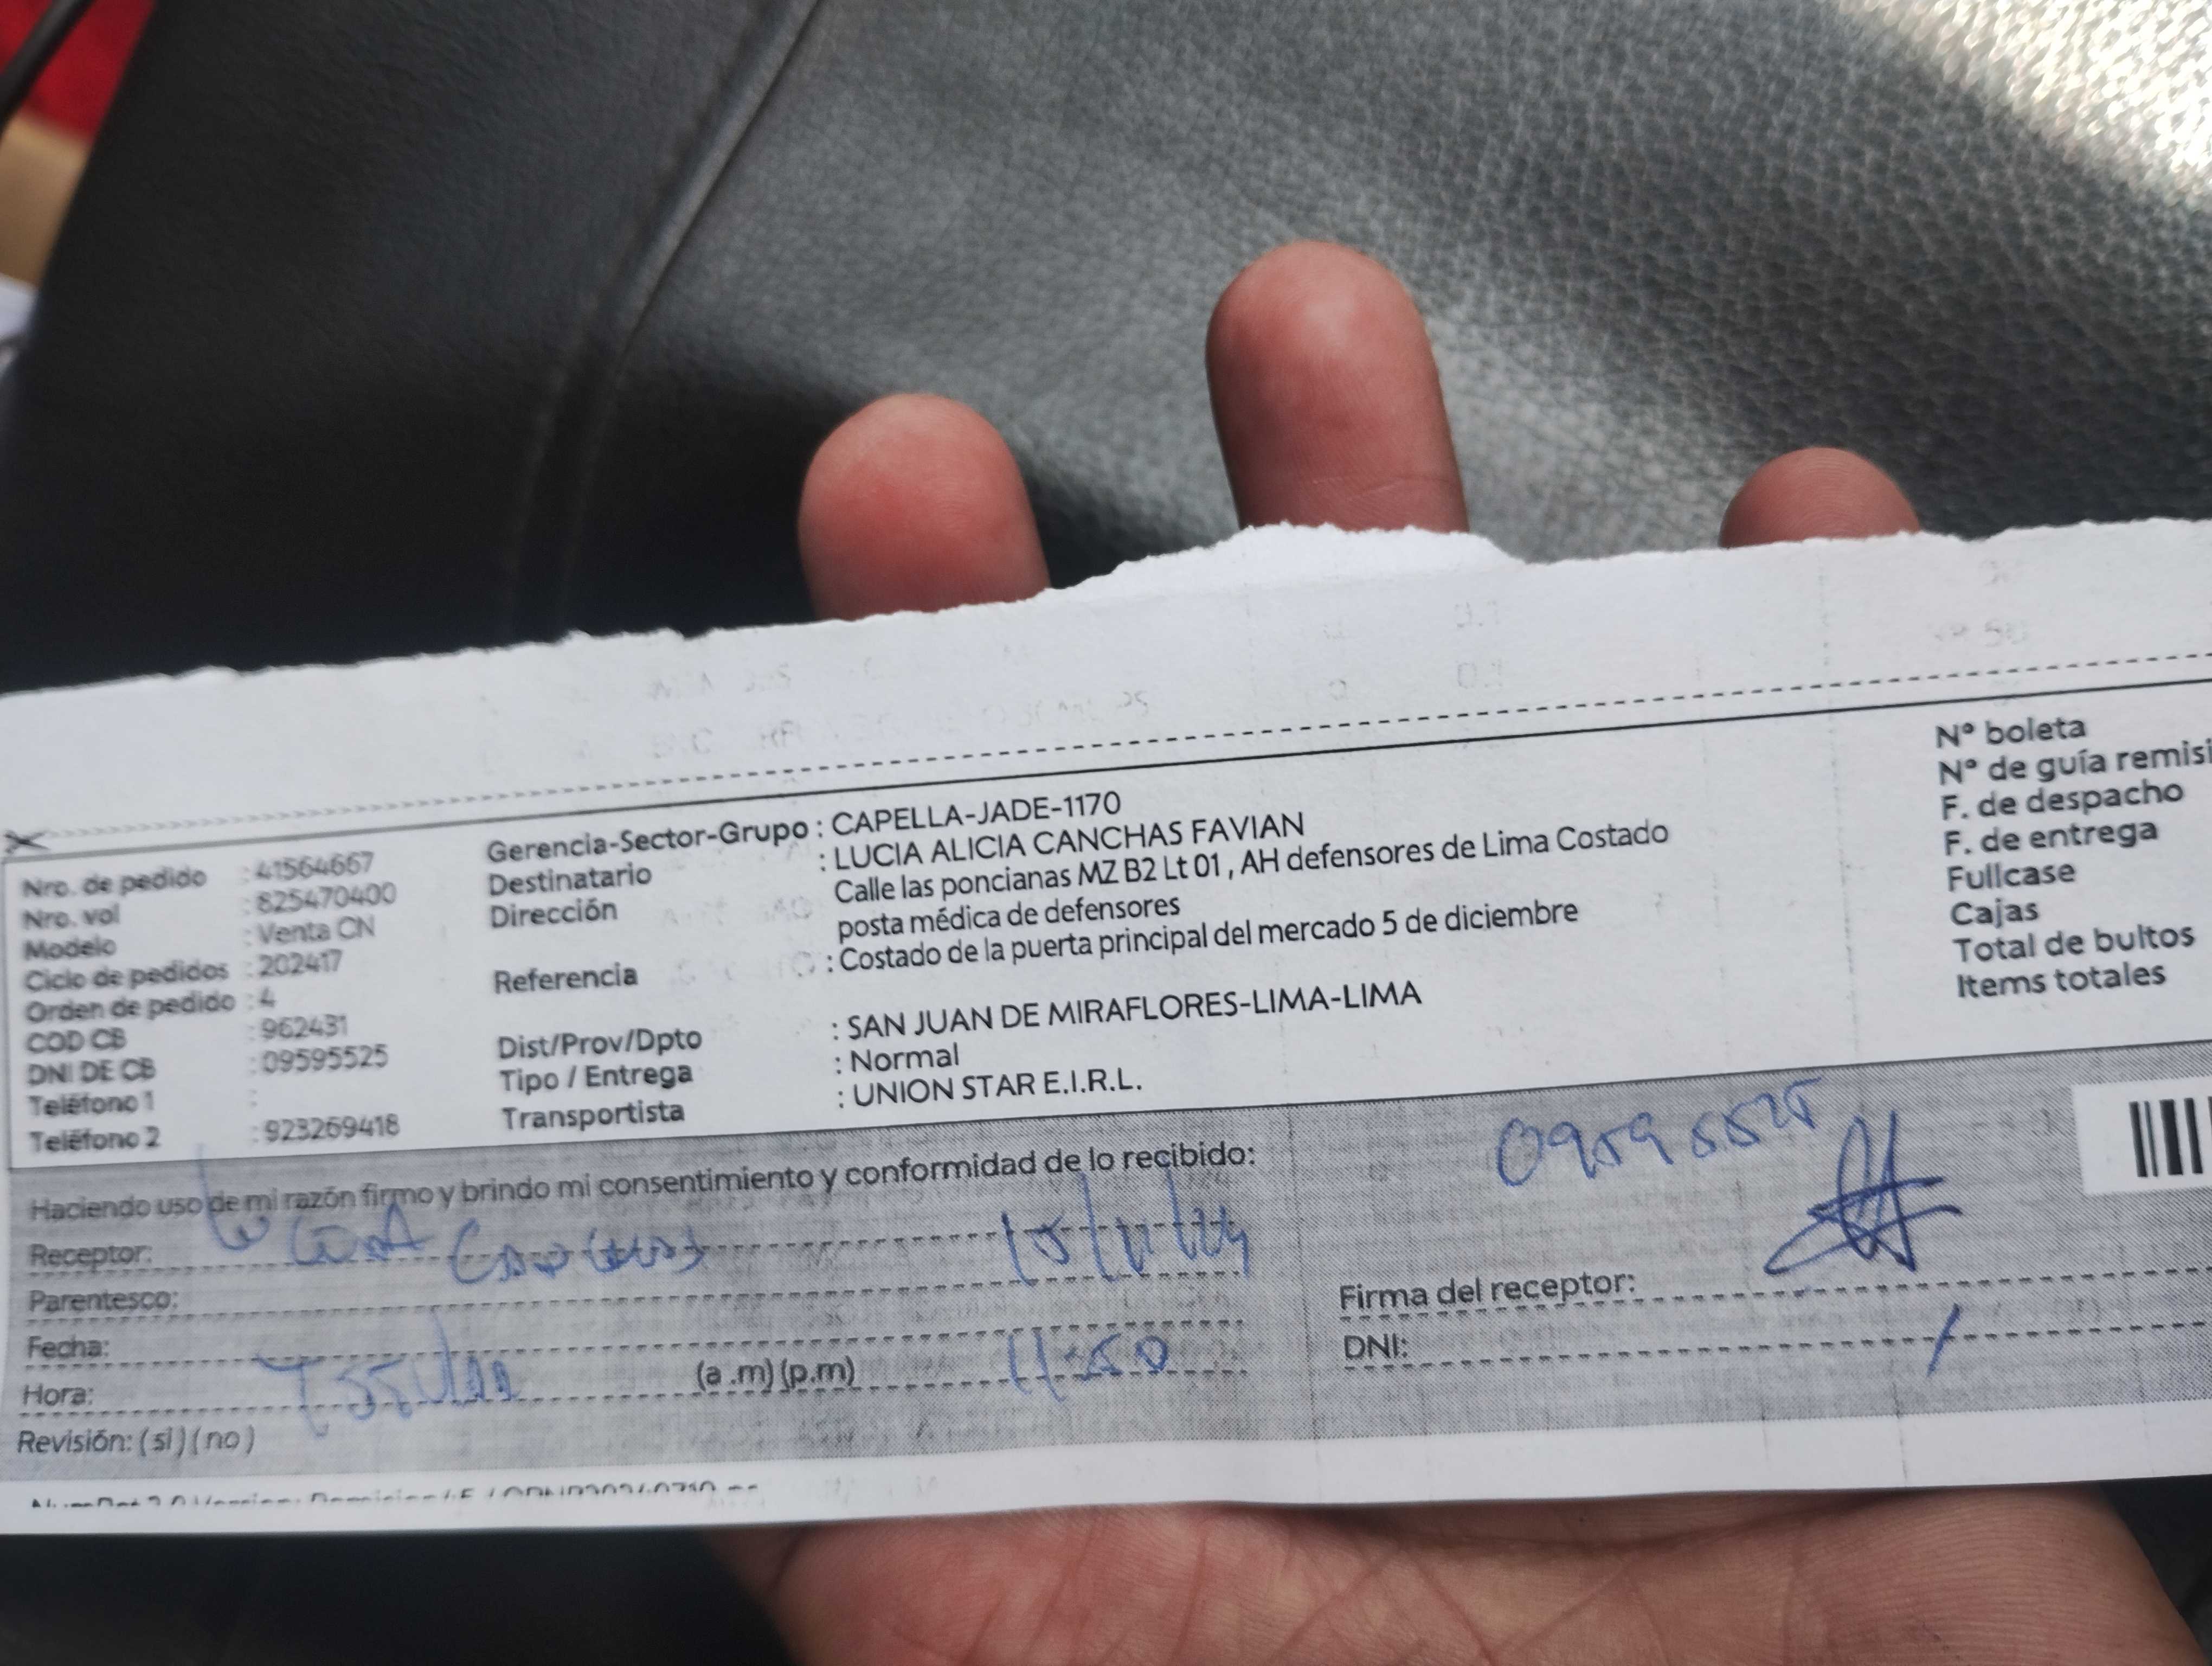 Nro. de pedido : 41564667
Nro. vol : 825470400
Modelo : Venta CN
Ciclo de pedidos : 202417
Orden de pedido : 4
COD CB : 962431
DNI DE CB : 09595525
Teléfono 1 :
Teléfono 2 : 923269418
Gerencia-Sector-Grupo : CAPELLA-JADE-1170
Destinatario : LUCIA ALICIA CANCHAS FAVIAN
Dirección Calle las poncianas MZ B2 Lt 01 , AH defensores de Lima Costado
posta médica de defensores
Referencia : Costado de la puerta principal del mercado 5 de diciembre
Dist/Prov/Dpto : SAN JUAN DE MIRAFLORES-LIMA-LIMA
Tipo / Entrega : Normal
Transportista : UNION STAR E.I.R.L.
Nº boleta
Nº de guía remisi
F. de despacho
F. de entrega
Fullcase
Cajas
Total de bultos
Items totales
Haciendo uso de mi razón firmo y brindo mi consentimiento y conformidad de lo recibido:
Receptor:
Parentesco:
Fecha:
Hora: (a .m) (p.m) 11:50
Revisión: ( si ) ( no )
09595525
Firma del receptor:
DNI: